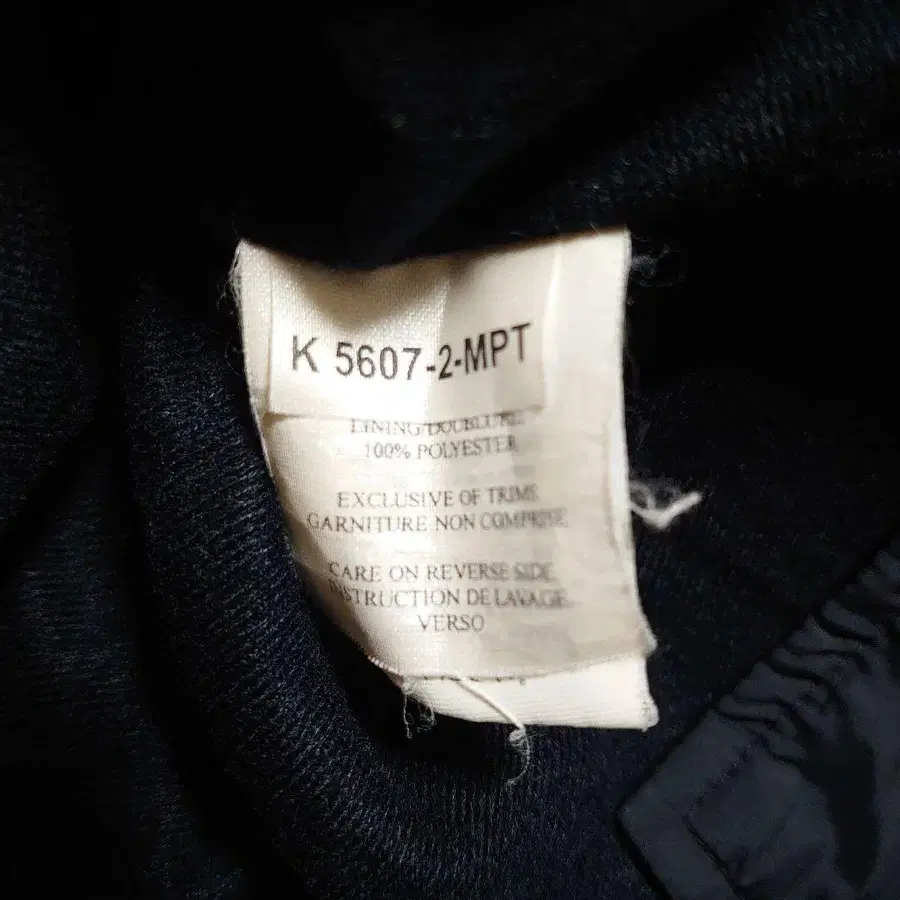 K 5607-2-MPT
LINING/DOUBLURE
100% POLYESTER
EXCLUSIVE OF TRIMS
GARNITURE NON COMPRISE
CARE ON REVERSE SIDE
INSTRUCTION DE LAVAGE
VERSO